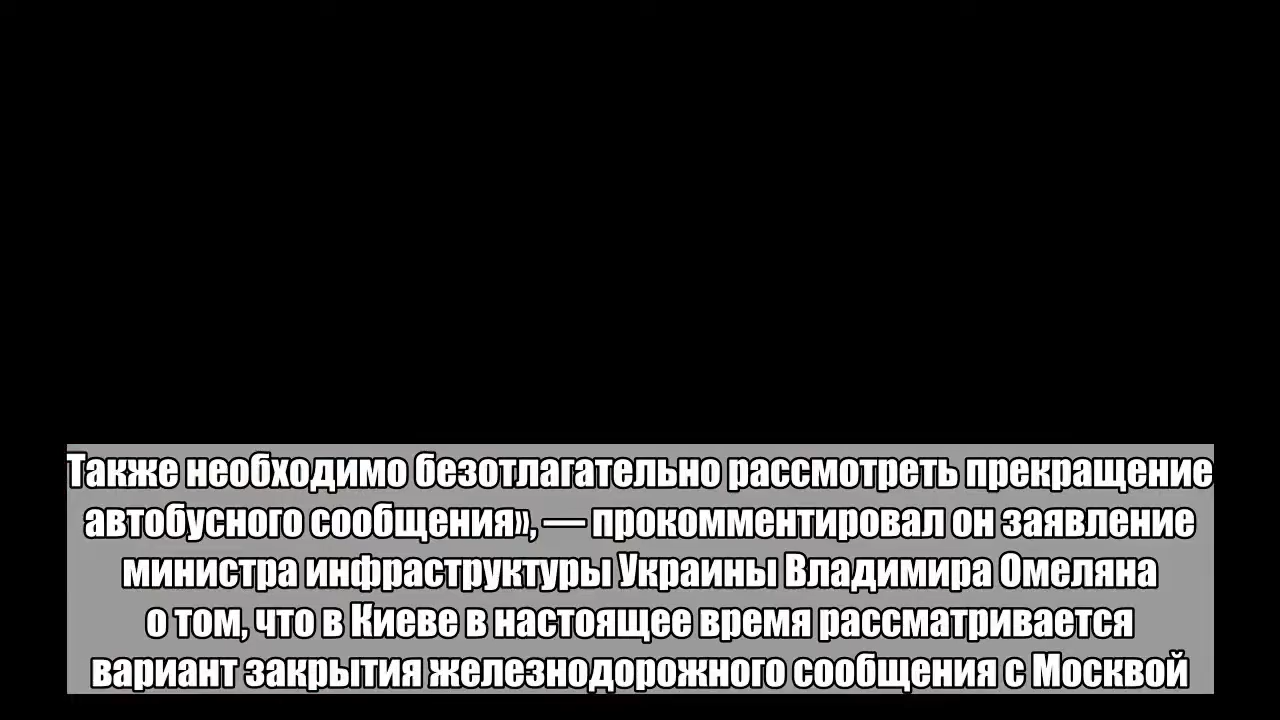 Также необходимо безотлагательно рассмотреть прекращение
автобусного сообщения», — прокомментировал он заявление
министра инфраструктуры Украины Владимира Омеляна
о том, что в Киеве в настоящее время рассматривается
вариант закрытия железнодорожного сообщения с Москвой